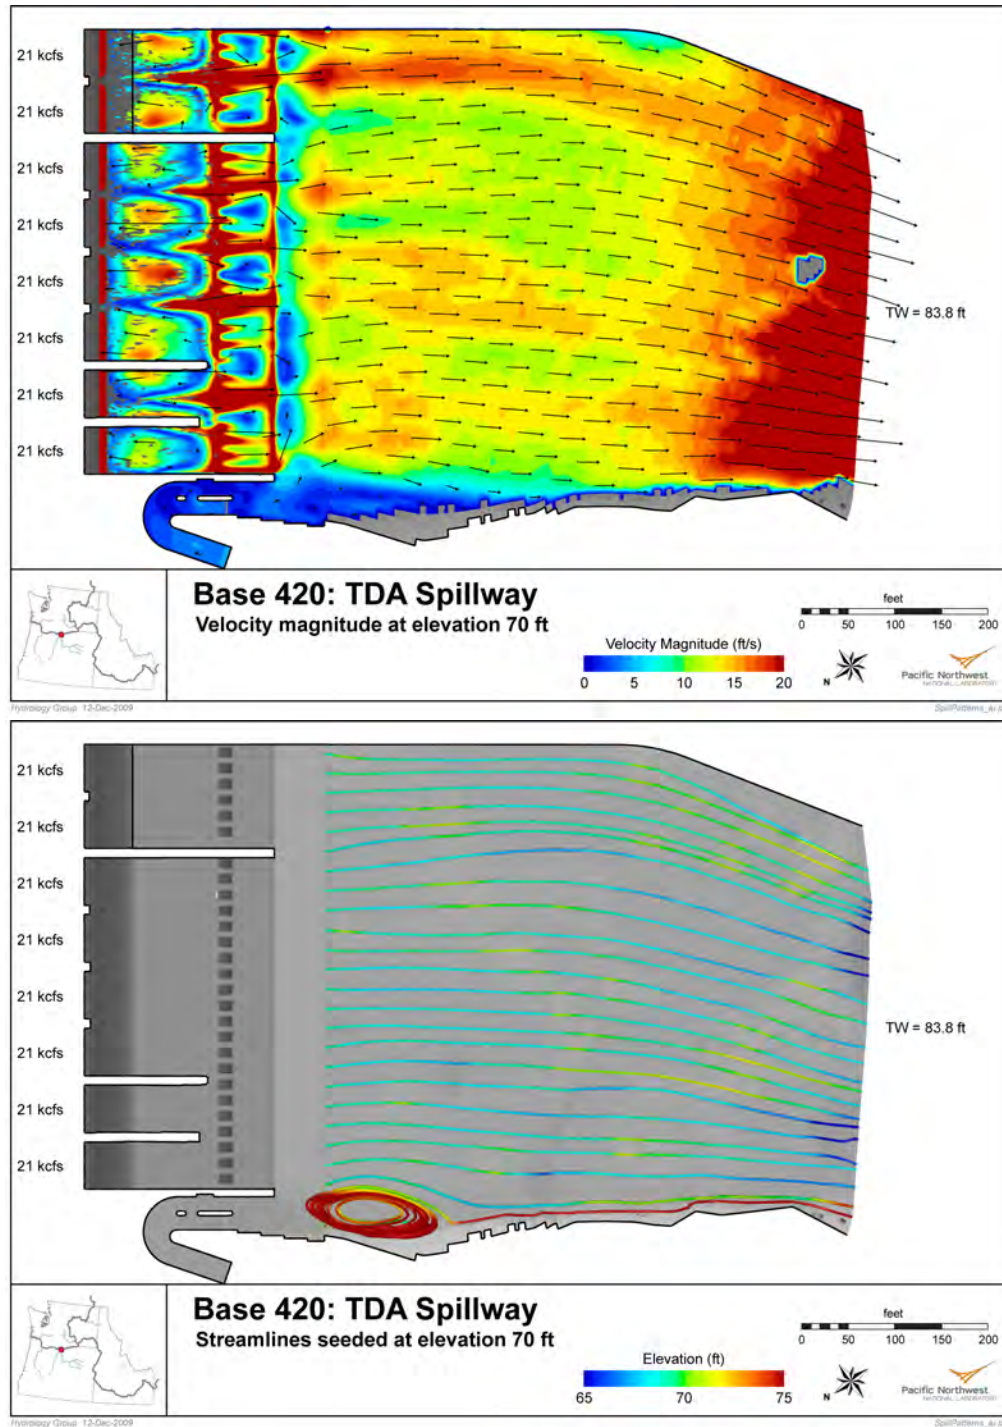 21 kcfs
21 kcfs
21 kcfs
21 kcfs
21 kcfs
21 kcfs
21 kcfs
21 kcfs
TW = 83.8 ft
Base 420: TDA Spillway
Velocity magnitude at elevation 70 ft
Velocity Magnitude (ft/s)
0 5 10 15 20
feet
0 50 100 150 200
N
Pacific Northwest
NATIONAL LABORATORY
Hydrology Group 12-Dec-2009
21 kcfs
21 kcfs
21 kcfs
21 kcfs
21 kcfs
21 kcfs
21 kcfs
21 kcfs
TW = 83.8 ft
Base 420: TDA Spillway
Streamlines seeded at elevation 70 ft
Elevation (ft)
65 70 75
feet
0 50 100 150 200
N
Pacific Northwest
NATIONAL LABORATORY
Hydrology Group 12-Dec-2009